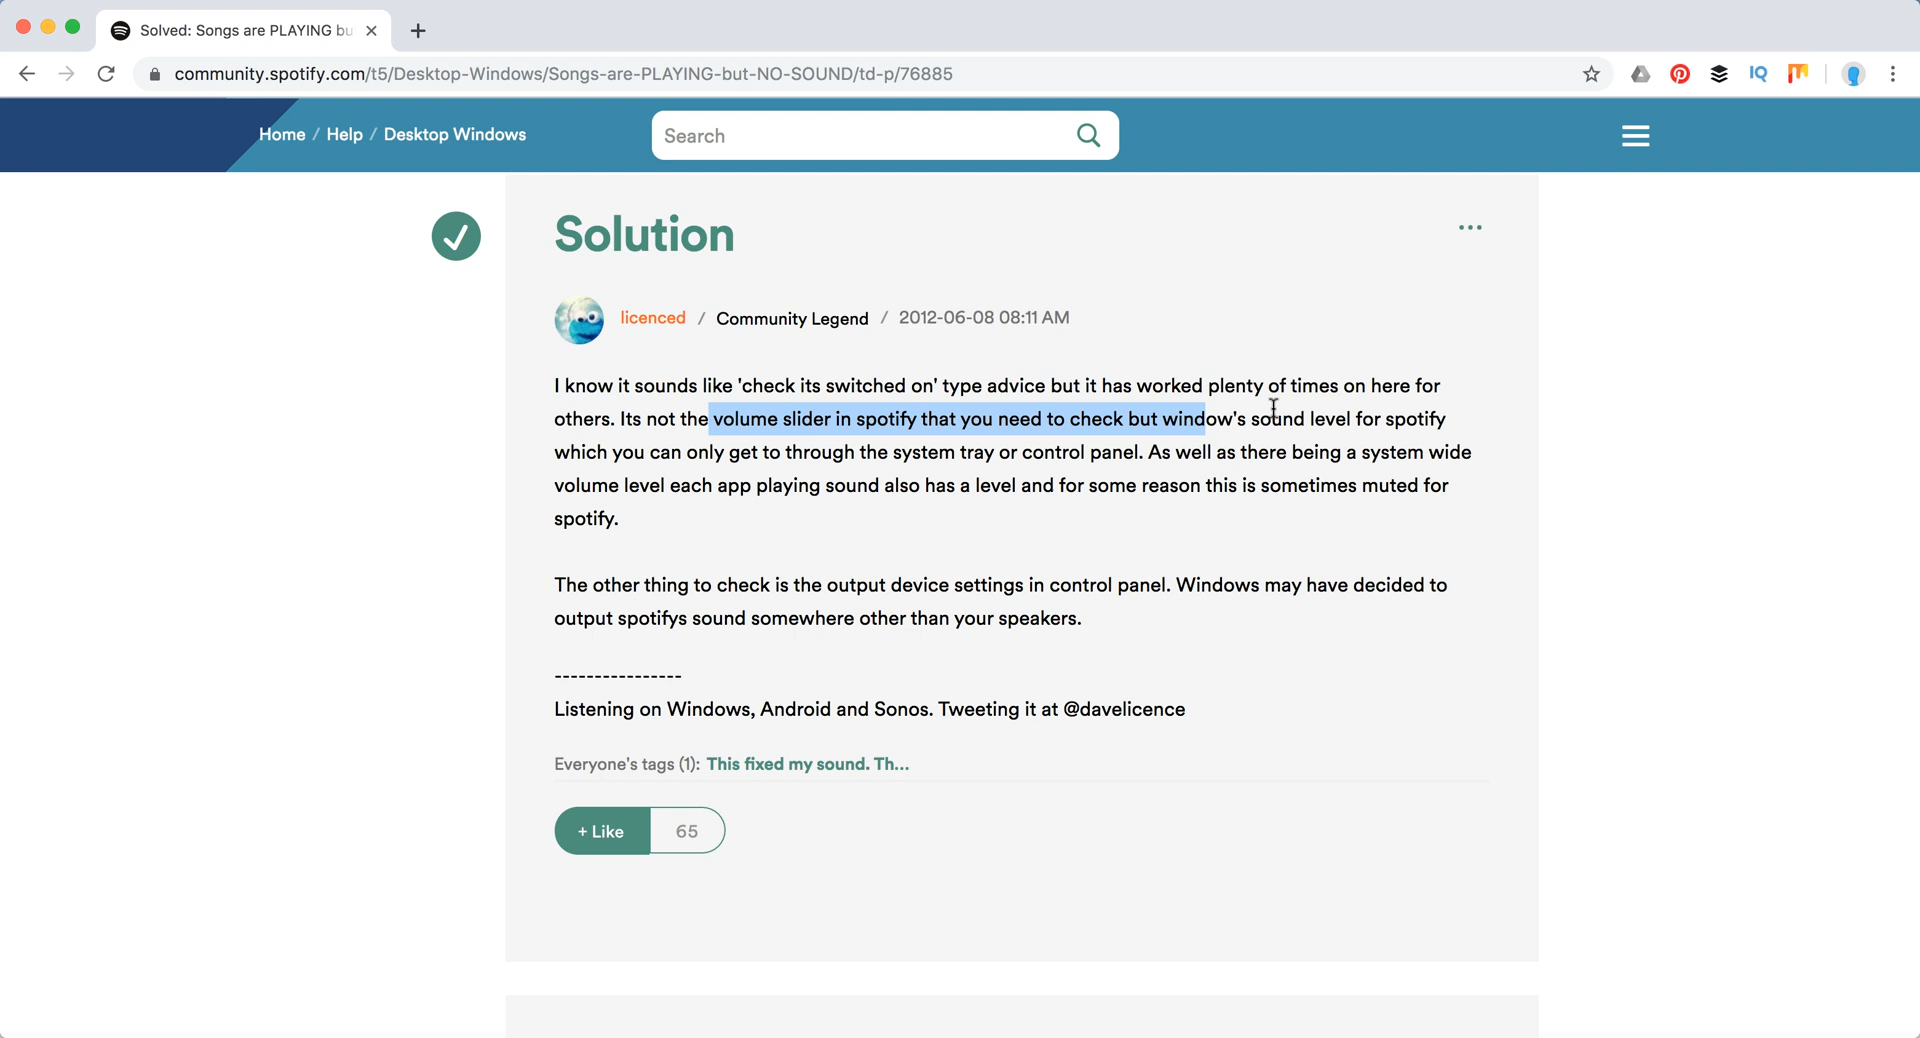 Solved: Songs are PLAYING bu
community.spotify.com/t5/Desktop-Windows/Songs-are-PLAYING-but-NO-SOUND/td-p/76885
IQ
Home / Help / Desktop Windows
Search
Solution
licenced / Community Legend / 2012-06-08 08:11 AM
I know it sounds like 'check its switched on' type advice but it has worked plenty of times on here for
others. Its not the volume slider in spotify that you need to check but window's sound level for spotify
which you can only get to through the system tray or control panel. As well as there being a system wide
volume level each app playing sound also has a level and for some reason this is sometimes muted for
spotify.
The other thing to check is the output device settings in control panel. Windows may have decided to
output spotifys sound somewhere other than your speakers.
----------------
Listening on Windows, Android and Sonos. Tweeting it at @davelicence
Everyone's tags (1): This fixed my sound. Th...
+ Like 65